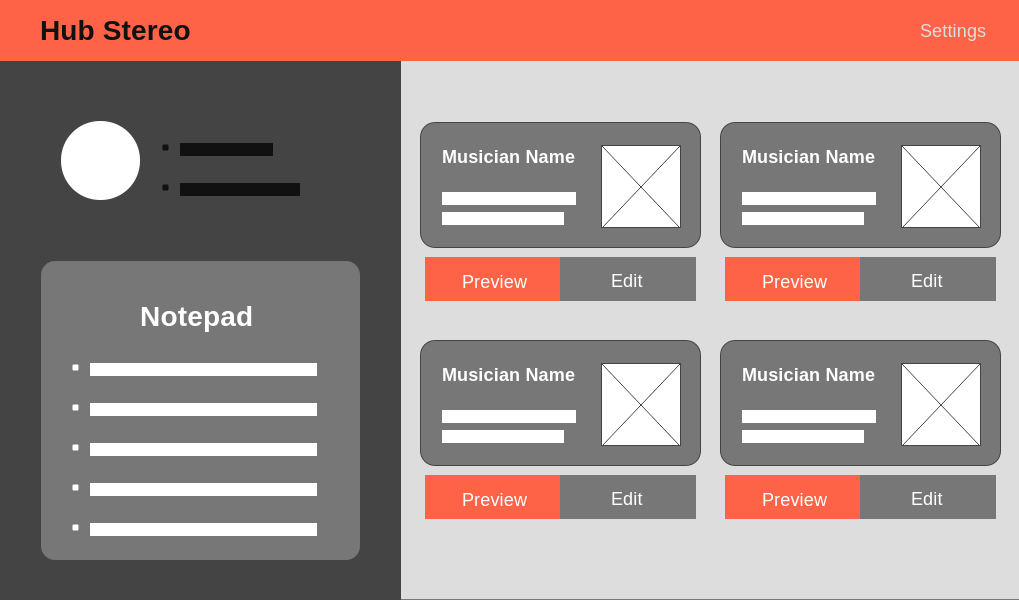 Hub Stereo
Settings
Notepad
Musician Name
Musician Name
Preview
Edit
Preview
Edit
Musician Name
Musician Name
Preview
Edit
Preview
Edit